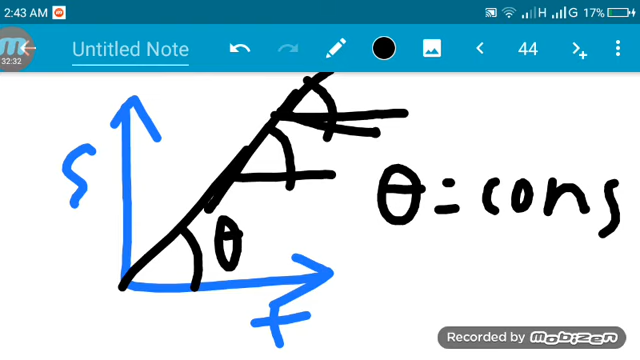 2:43 AM
H
G
17%
32:32
Untitled Note
44
S
θ
θ = cons
t
Recorded by mobizen